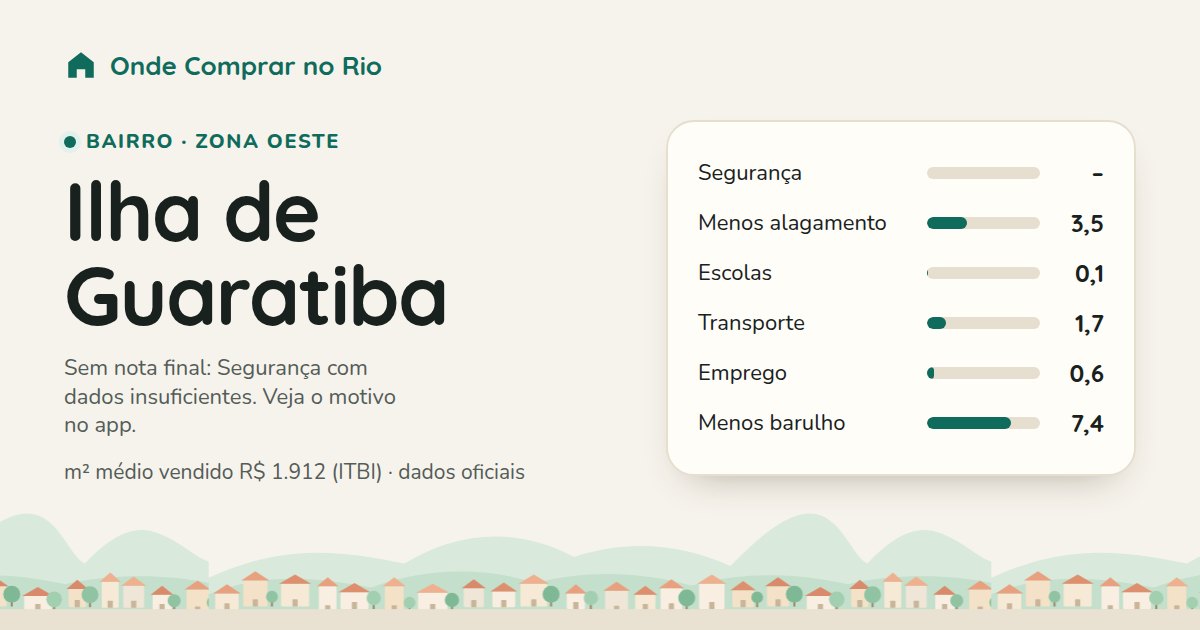 Onde Comprar no Rio
BAIRRO · ZONA OESTE
Ilha de
Guaratiba
Sem nota final: Segurança com
dados insuficientes. Veja o motivo
no app.
m² médio vendido R$ 1.912 (ITBI) · dados oficiais
Segurança –
Menos alagamento 3,5
Escolas 0,1
Transporte 1,7
Emprego 0,6
Menos barulho 7,4